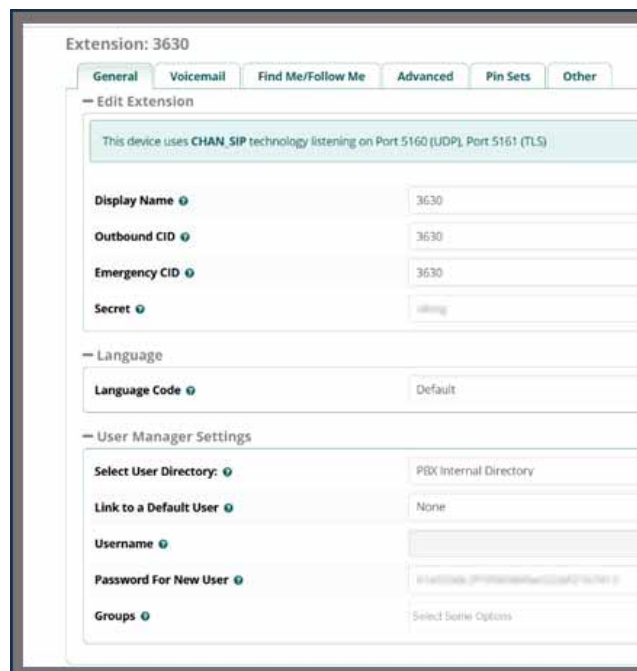 Extension: 3630
General Voicemail Find Me/Follow Me Advanced Pin Sets Other
— Edit Extension
This device uses CHAN_SIP technology listening on Port 5160 (UDP), Port 5161 (TLS)
Display Name 3630
Outbound CID 3630
Emergency CID 3630
Secret
— Language
Language Code Default
— User Manager Settings
Select User Directory: PBX Internal Directory
Link to a Default User None
Username
Password For New User
Groups Select Some Options